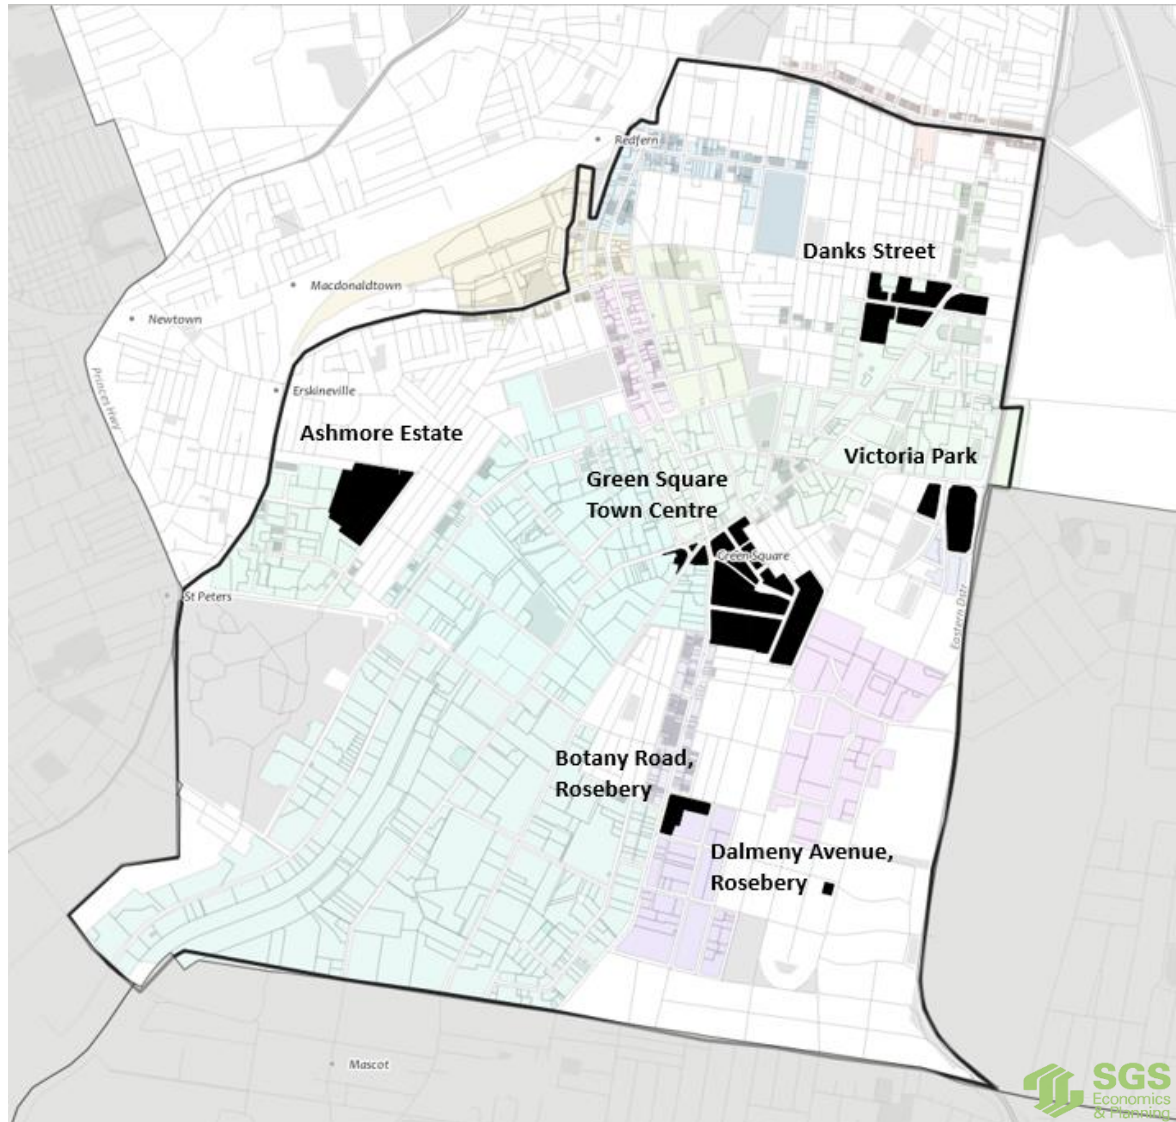 Redfern
Danks Street
Macdonaldtown
Newtown
Princes Hwy
Erskineville
Ashmore Estate
Victoria Park
Green Square
Town Centre
Green Square
St Peters
Eastern Dstr
Botany Road,
Rosebery
Dalmeny Avenue,
Rosebery
Mascot
SGS
Economics
& Planning